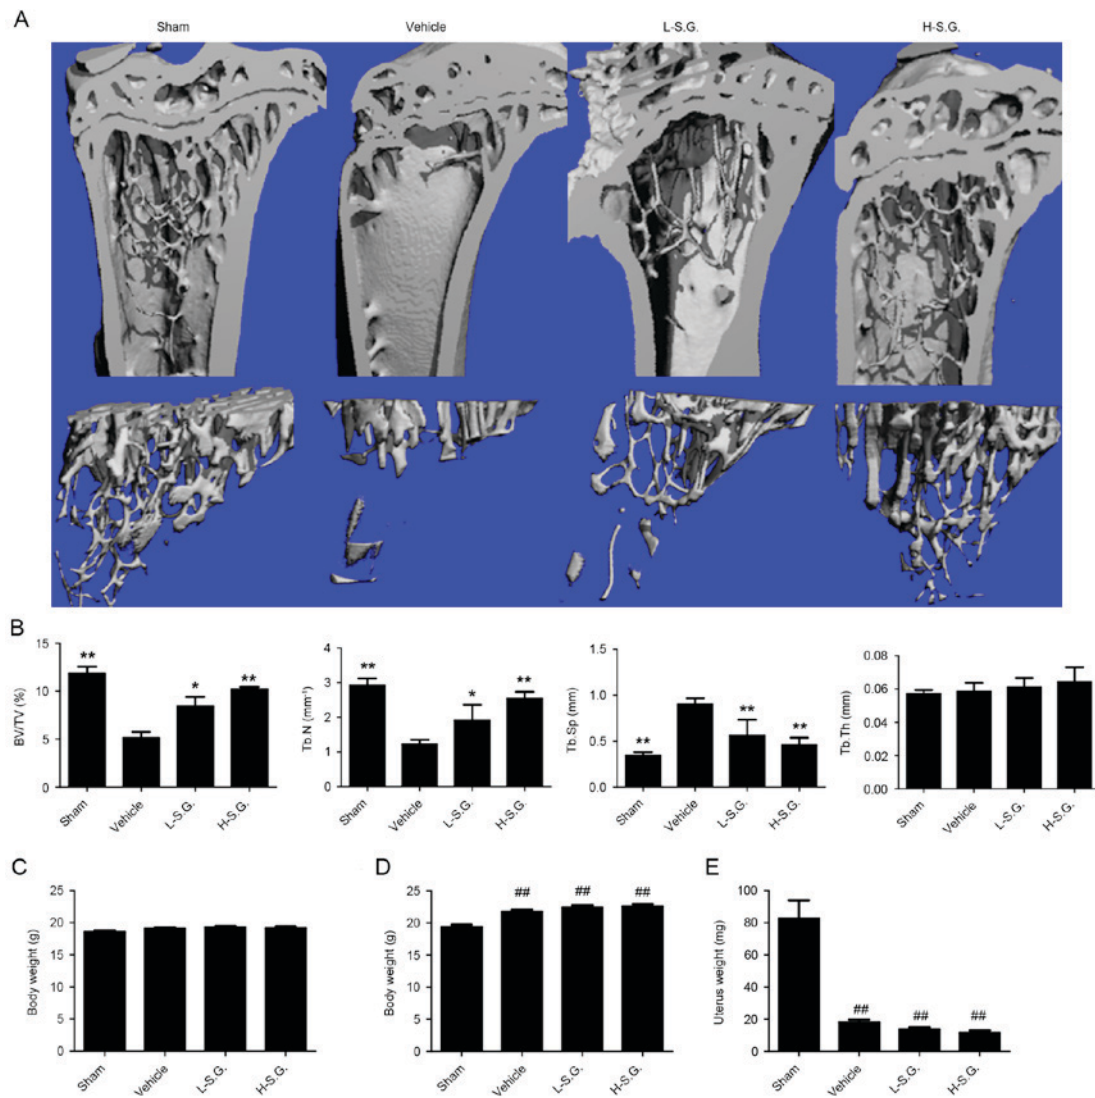 A
Sham Vehicle L-S.G. H-S.G.
B
BV/TV (%)
15
10
5
0
** * **
Sham Vehicle L-S.G. H-S.G.
Tb.N (mm⁻¹)
4
3
2
1
0
** * **
Sham Vehicle L-S.G. H-S.G.
Tb.Sp (mm)
1.5
1.0
0.5
0.0
** ** **
Sham Vehicle L-S.G. H-S.G.
Tb.Th (mm)
0.08
0.06
0.04
0.02
0.00
Sham Vehicle L-S.G. H-S.G.
C
Body weight (g)
25
20
15
10
5
0
Sham Vehicle L-S.G. H-S.G.
D
Body weight (g)
25
20
15
10
5
0
## ## ##
Sham Vehicle L-S.G. H-S.G.
E
Uterus weight (mg)
100
80
60
40
20
0
## ## ##
Sham Vehicle L-S.G. H-S.G.